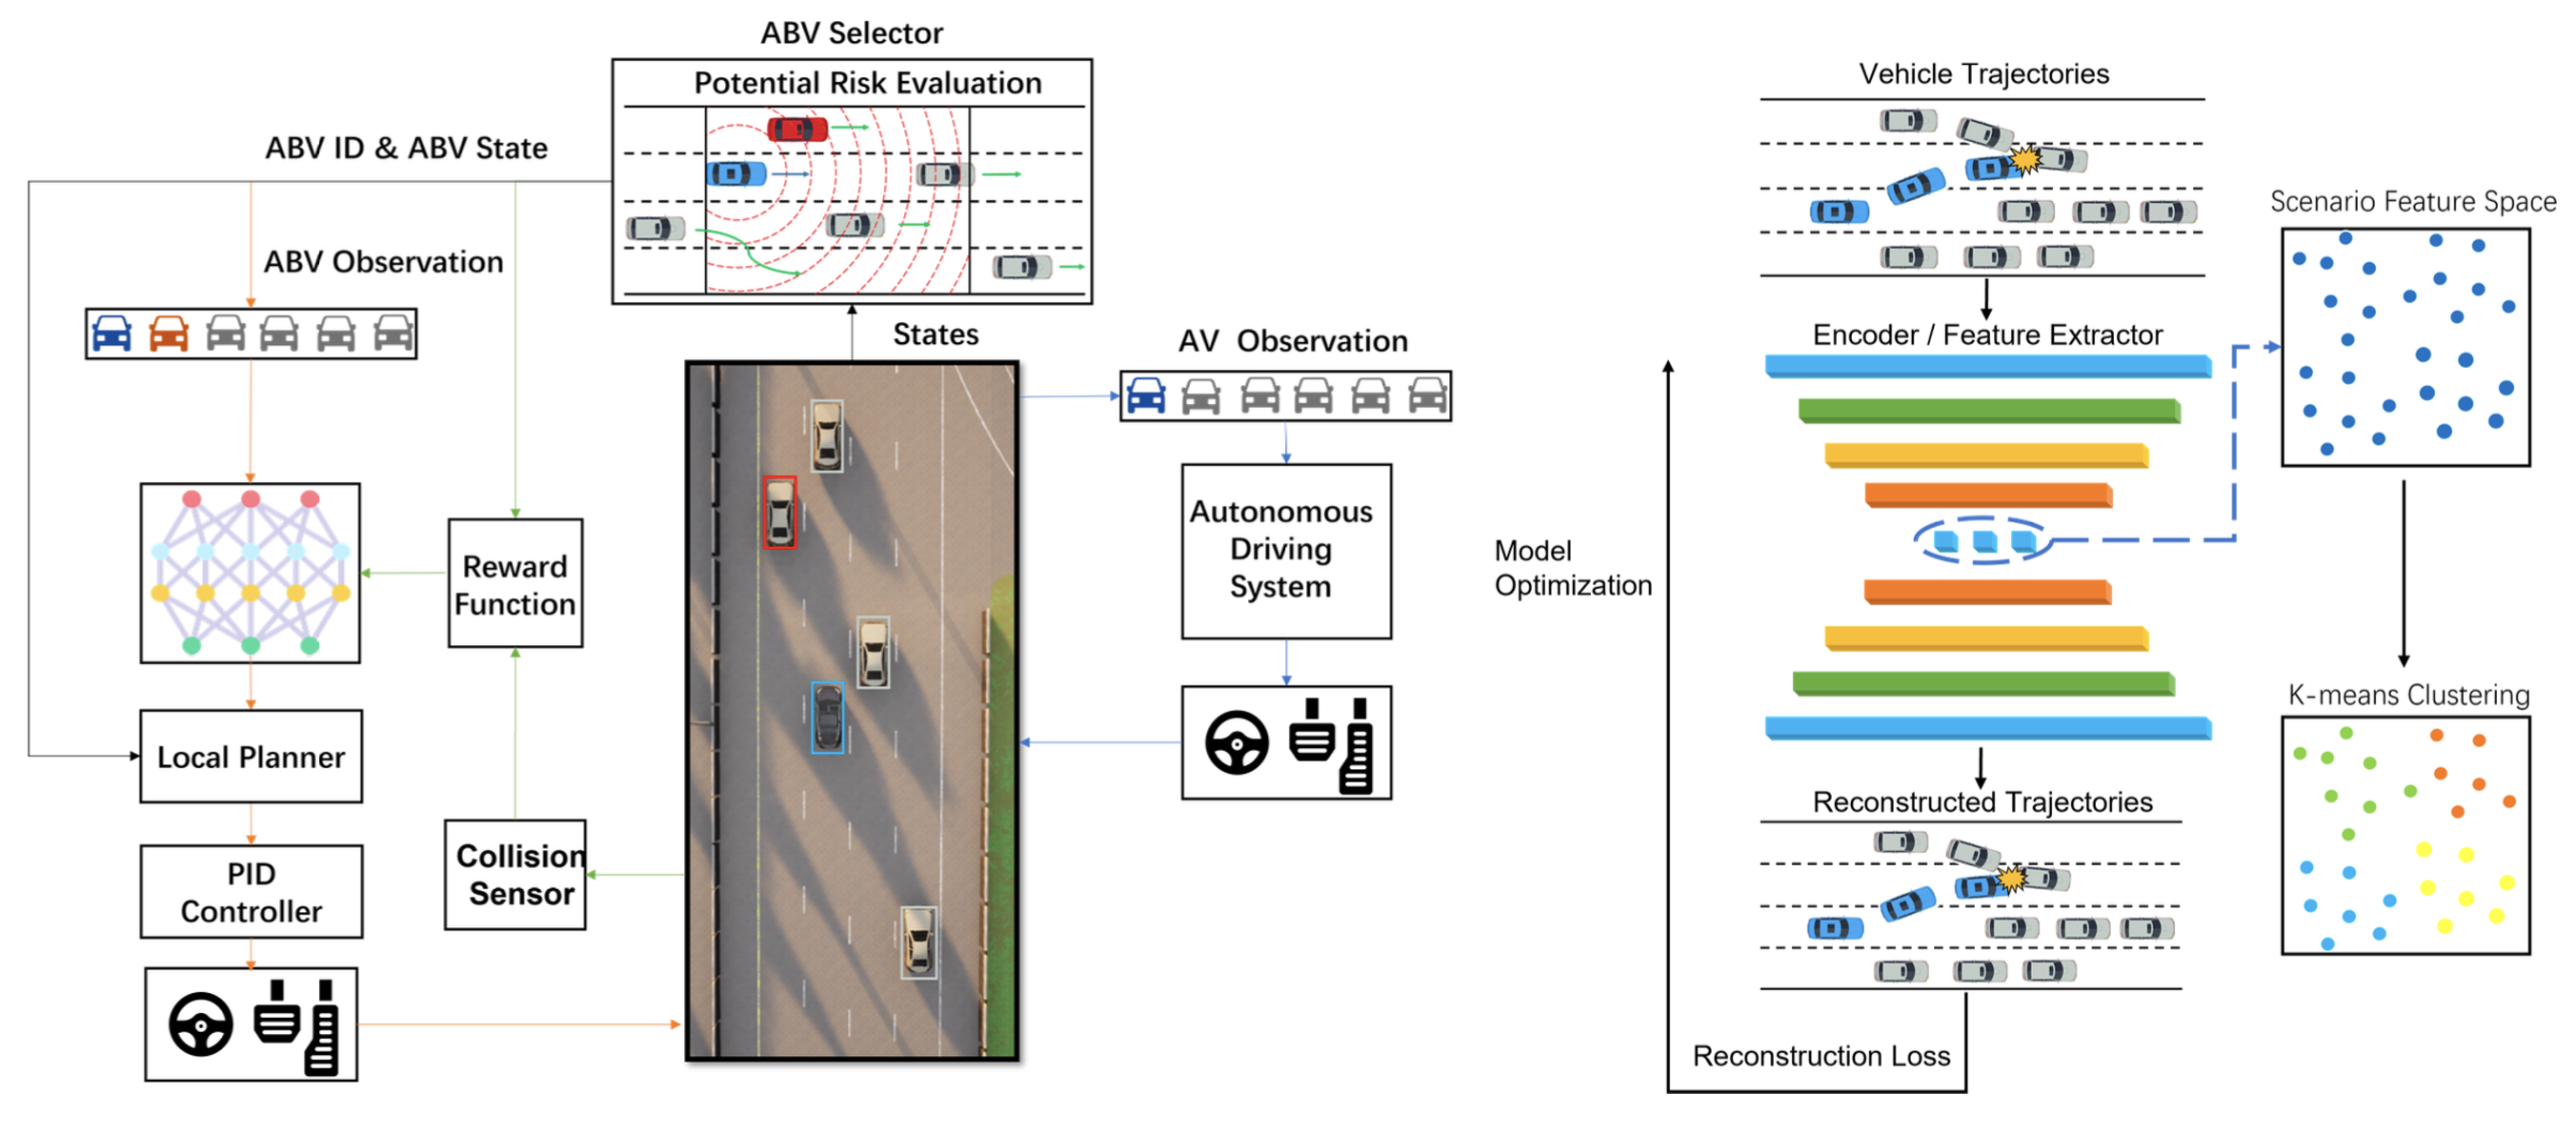 ABV Selector
Potential Risk Evaluation
ABV ID & ABV State
ABV Observation
States
AV Observation
Autonomous
Driving
System
Reward
Function
Local Planner
Collision
Sensor
PID
Controller
Vehicle Trajectories
Encoder / Feature Extractor
Model
Optimization
Reconstructed Trajectories
Reconstruction Loss
Scenario Feature Space
K-means Clustering